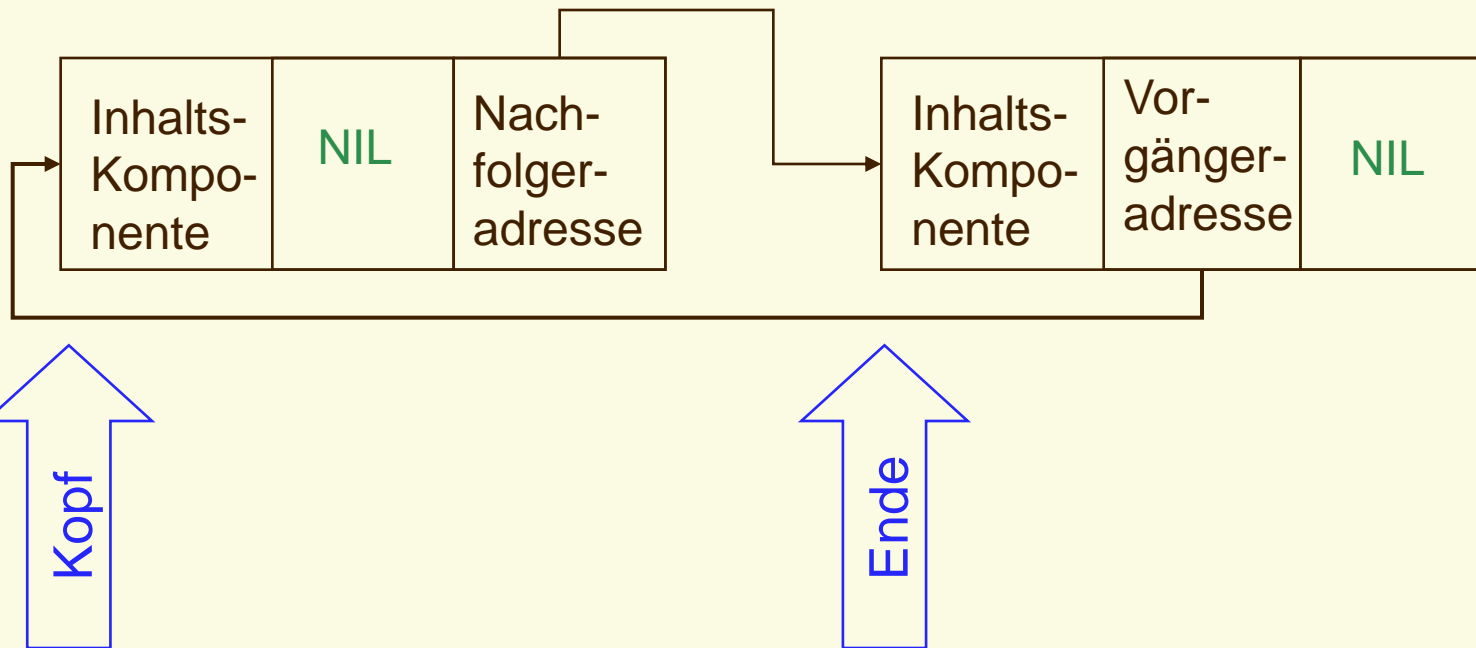 Inhalts-
Kompo-
nente
NIL
Nach-
folger-
adresse
Inhalts-
Kompo-
nente
Vor-
gänger-
adresse
NIL
Kopf
Ende